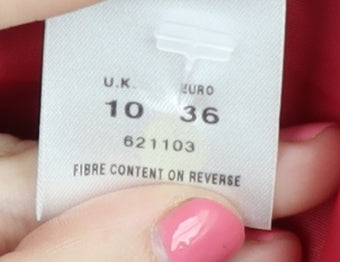 U.K. EURO
10 36
621103
FIBRE CONTENT ON REVERSE